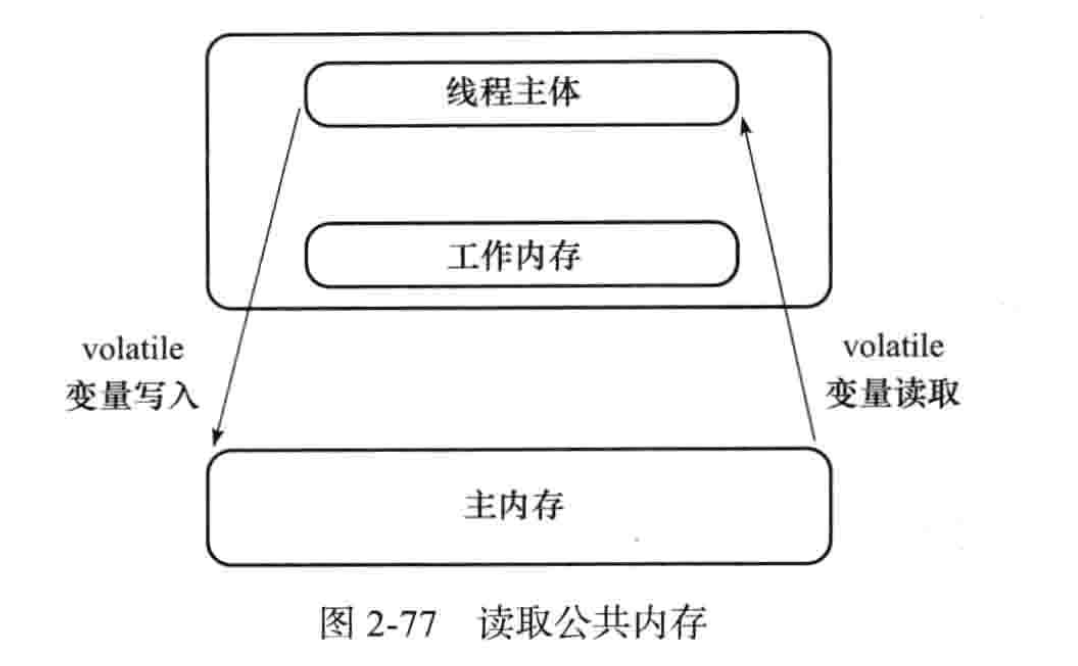 线程主体
工作内存
volatile
变量写入
volatile
变量读取
主内存
图 2-77　读取公共内存